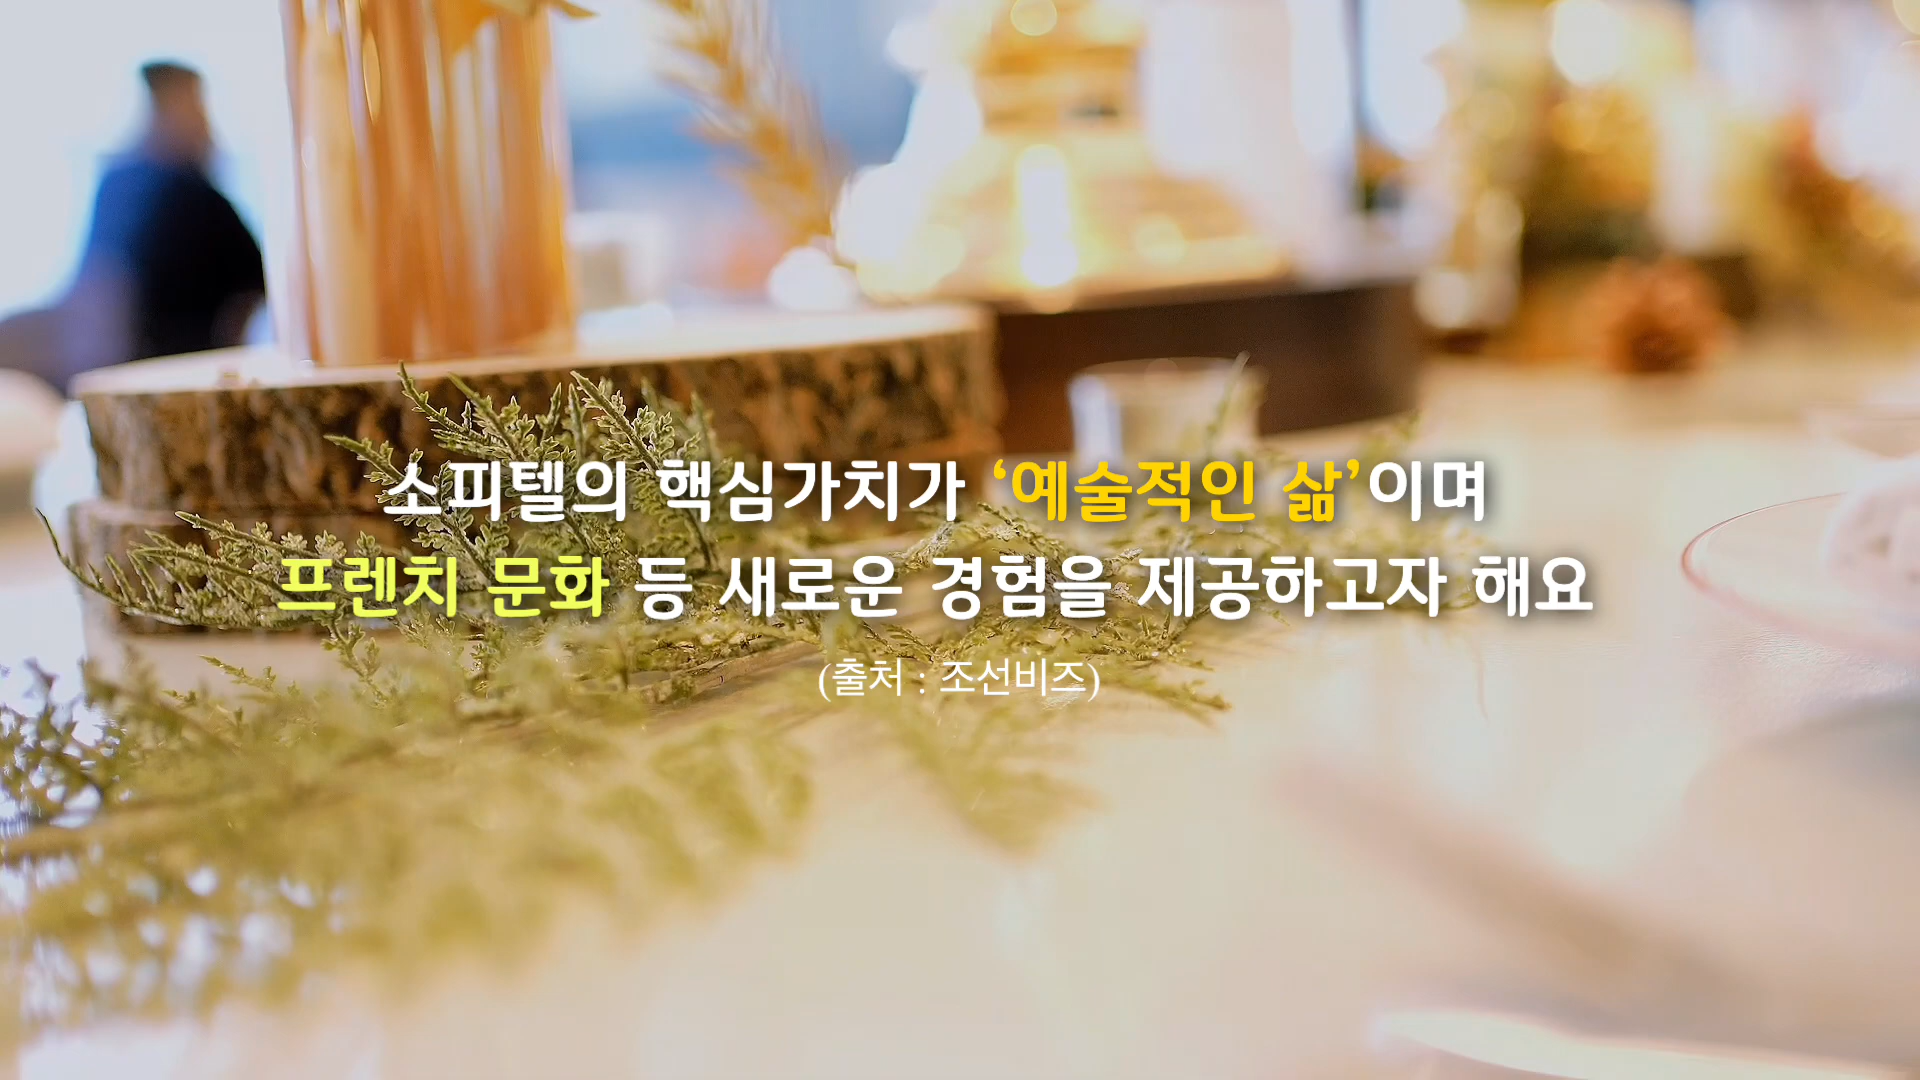 소피텔의 핵심가치가 ‘예술적인 삶’이며
프렌치 문화 등 새로운 경험을 제공하고자 해요
(출처 : 조선비즈)